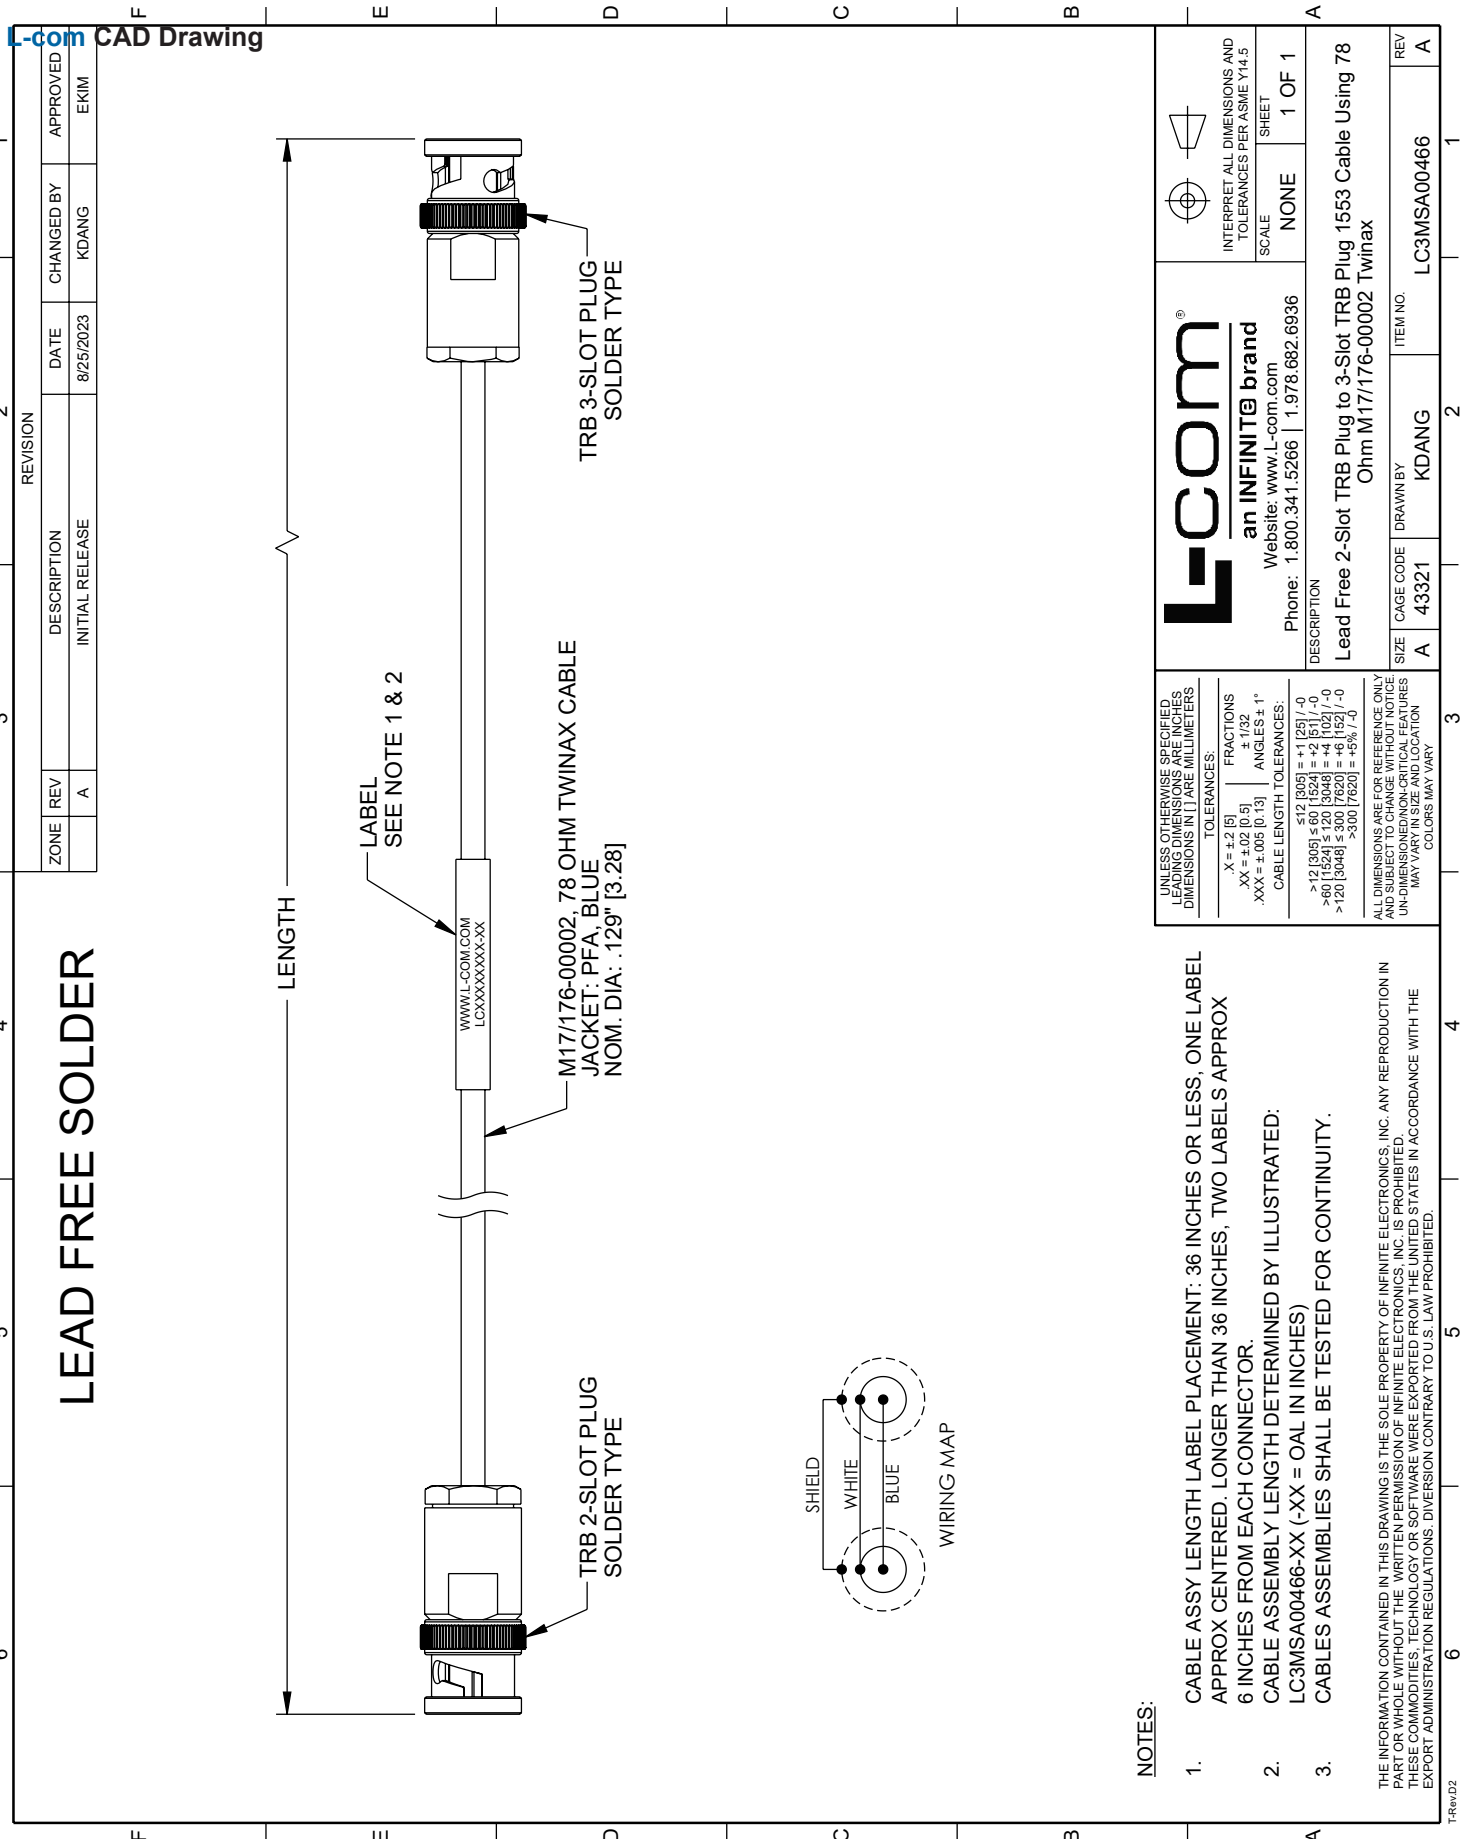 L-com CAD Drawing
REVISION
ZONE REV DESCRIPTION DATE CHANGED BY APPROVED
A INITIAL RELEASE 8/25/2023 KDANG EKIM
LEAD FREE SOLDER
LENGTH
LABEL
SEE NOTE 1 & 2
WWW.L-COM.COM
LCXXXXXXXX-XX
M17/176-00002, 78 OHM TWINAX CABLE
JACKET: PFA, BLUE
NOM. DIA: .129" [3.28]
TRB 2-SLOT PLUG
SOLDER TYPE
TRB 3-SLOT PLUG
SOLDER TYPE
SHIELD
WHITE
BLUE
WIRING MAP
NOTES:
1. CABLE ASSY LENGTH LABEL PLACEMENT: 36 INCHES OR LESS, ONE LABEL
APPROX CENTERED. LONGER THAN 36 INCHES, TWO LABELS APPROX
6 INCHES FROM EACH CONNECTOR.
2. CABLE ASSEMBLY LENGTH DETERMINED BY ILLUSTRATED:
LC3MSA00466-XX (-XX = OAL IN INCHES)
3. CABLES ASSEMBLIES SHALL BE TESTED FOR CONTINUITY.
THE INFORMATION CONTAINED IN THIS DRAWING IS THE SOLE PROPERTY OF INFINITE ELECTRONICS, INC. ANY REPRODUCTION IN
PART OR WHOLE WITHOUT THE WRITTEN PERMISSION OF INFINITE ELECTRONICS, INC. IS PROHIBITED.
THESE COMMODITIES, TECHNOLOGY OR SOFTWARE WERE EXPORTED FROM THE UNITED STATES IN ACCORDANCE WITH THE
EXPORT ADMINISTRATION REGULATIONS. DIVERSION CONTRARY TO U.S. LAW PROHIBITED.
UNLESS OTHERWISE SPECIFIED
LEADING DIMENSIONS ARE INCHES
DIMENSIONS IN [ ] ARE MILLIMETERS
TOLERANCES:
.X = ±.2 [5] FRACTIONS
.XX = ±.02 [0.5] ± 1/32
.XXX = ±.005 [0.13] ANGLES ± 1°
CABLE LENGTH TOLERANCES:
≤12 [305] = +1 [25] / -0
>12 [305] ≤ 60 [1524] = +2 [51] / -0
>60 [1524] ≤ 120 [3048] = +4 [102] / -0
>120 [3048] ≤ 300 [7620] = +6 [152] / -0
>300 [7620] = +5% / -0
ALL DIMENSIONS ARE FOR REFERENCE ONLY
AND SUBJECT TO CHANGE WITHOUT NOTICE.
UN-DIMENSIONED/NON-CRITICAL FEATURES
MAY VARY IN SIZE AND LOCATION
COLORS MAY VARY
L-com®
an INFINITe brand
Website: www.L-com.com
Phone: 1.800.341.5266 | 1.978.682.6936
INTERPRET ALL DIMENSIONS AND
TOLERANCES PER ASME Y14.5
SCALE NONE
SHEET 1 OF 1
DESCRIPTION
Lead Free 2-Slot TRB Plug to 3-Slot TRB Plug 1553 Cable Using 78
Ohm M17/176-00002 Twinax
SIZE A
CAGE CODE 43321
DRAWN BY KDANG
ITEM NO. LC3MSA00466
REV A
6 5 4 3 2 1
6 5 4 3 2 1
F E D C B A
F E D C B A
T-Rev.D2